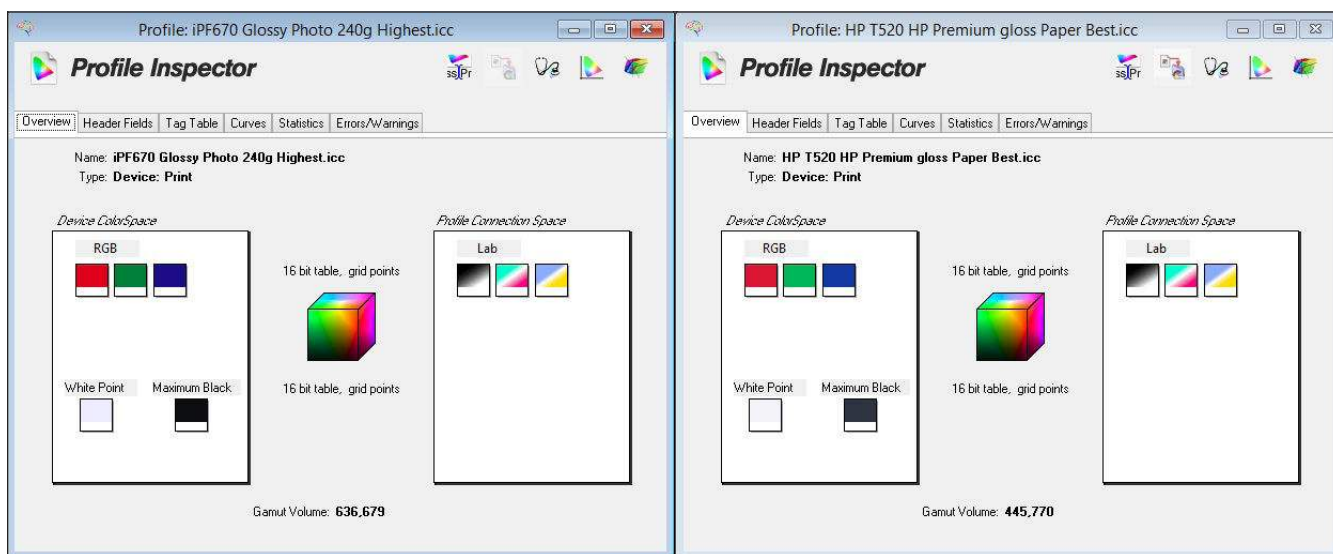 Profile: iPF670 Glossy Photo 240g Highest.icc
Profile Inspector
ss Pr
Overview Header Fields Tag Table Curves Statistics Errors/Warnings
Name: iPF670 Glossy Photo 240g Highest.icc
Type: Device: Print
Device ColorSpace
Profile Connection Space
RGB
Lab
16 bit table, grid points
White Point
Maximum Black
16 bit table, grid points
Gamut Volume: 636,679
Profile: HP T520 HP Premium gloss Paper Best.icc
Profile Inspector
ss Pr
Overview Header Fields Tag Table Curves Statistics Errors/Warnings
Name: HP T520 HP Premium gloss Paper Best.icc
Type: Device: Print
Device ColorSpace
Profile Connection Space
RGB
Lab
16 bit table, grid points
White Point
Maximum Black
16 bit table, grid points
Gamut Volume: 445,770